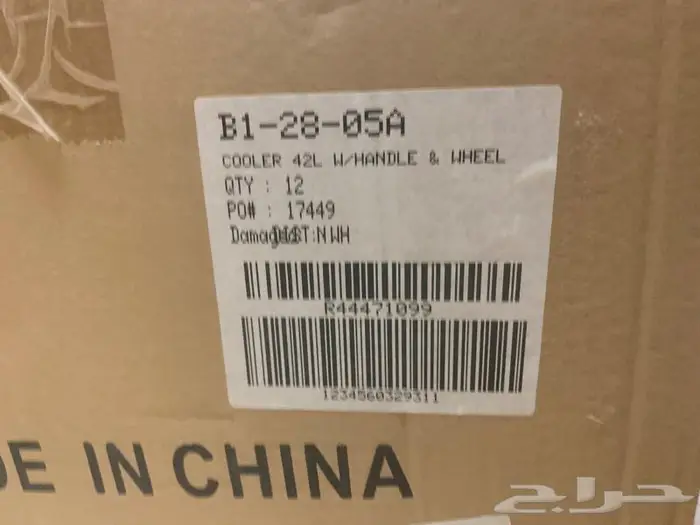 B1-28-05A
COOLER 42L W/HANDLE & WHEEL
QTY : 12
PO# : 17449
R44471099
1234560329311
DE IN CHINA
حراج